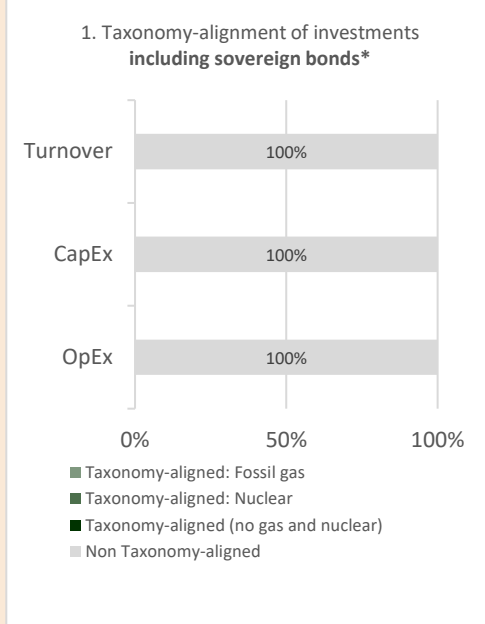 1. Taxonomy-alignment of investments
including sovereign bonds*
Turnover
100%
CapEx
100%
OpEx
100%
0%
50%
100%
Taxonomy-aligned: Fossil gas
Taxonomy-aligned: Nuclear
Taxonomy-aligned (no gas and nuclear)
Non Taxonomy-aligned